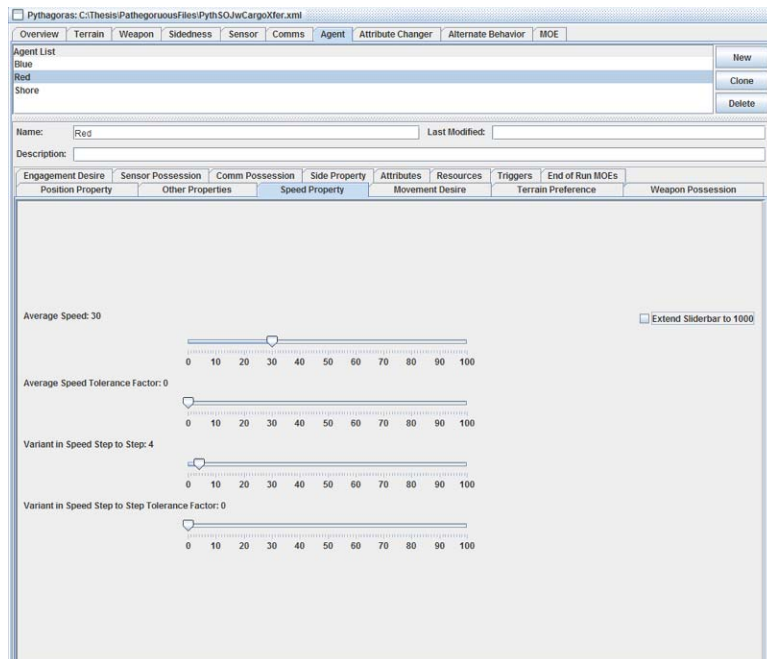 Pythagoras: C:\Thesis\PathegoruousFiles\PythSOJwCargoXfer.xml
Overview Terrain Weapon Sidedness Sensor Comms Agent Attribute Changer Alternate Behavior MOE
Agent List
Blue
Red
Shore
New
Clone
Delete
Name: Red Last Modified:
Description:
Engagement Desire Sensor Possession Comm Possession Side Property Attributes Resources Triggers End of Run MOEs
Position Property Other Properties Speed Property Movement Desire Terrain Preference Weapon Possession
Average Speed: 30
Extend Sliderbar to 1000
0 10 20 30 40 50 60 70 80 90 100
Average Speed Tolerance Factor: 0
0 10 20 30 40 50 60 70 80 90 100
Variant in Speed Step to Step: 4
0 10 20 30 40 50 60 70 80 90 100
Variant in Speed Step to Step Tolerance Factor: 0
0 10 20 30 40 50 60 70 80 90 100